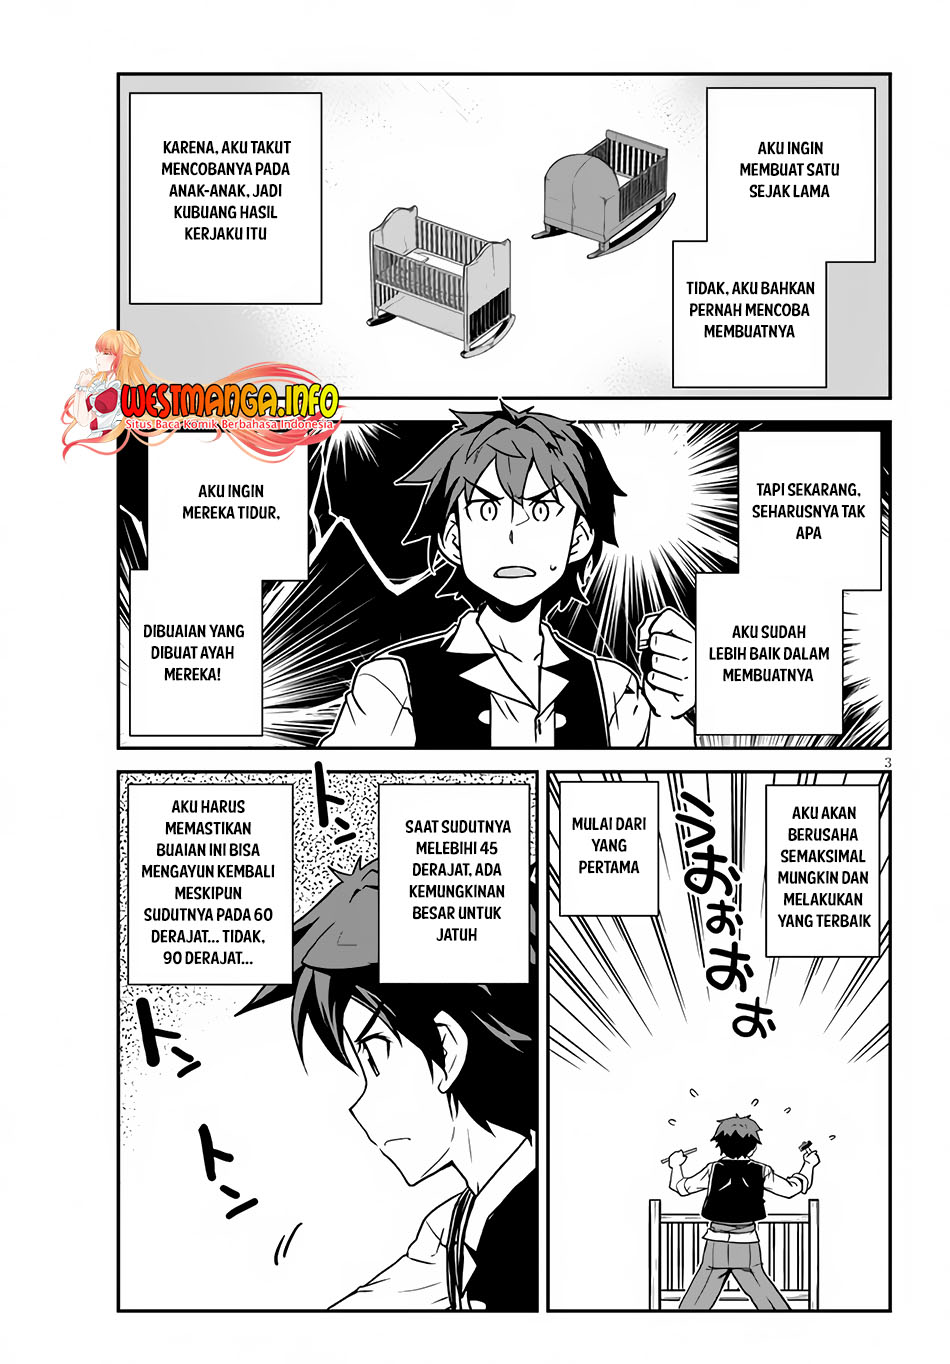 AKU INGIN
MEMBUAT SATU
SEJAK LAMA
TIDAK, AKU BAHKAN
PERNAH MENCOBA
MEMBUATNYA
KARENA, AKU TAKUT
MENCOBANYA PADA
ANAK-ANAK, JADI
KUBUANG HASIL
KERJAKU ITU
WESTMANGA.INFO
Situs Baca Komik Berbahasa Indonesia
TAPI SEKARANG,
SEHARUSNYA TAK
APA
AKU SUDAH
LEBIH BAIK DALAM
MEMBUATNYA
AKU INGIN
MEREKA TIDUR,
DIBUAIAN YANG
DIBUAT AYAH
MEREKA!
3
AKU AKAN
BERUSAHA
SEMAKSIMAL
MUNGKIN DAN
MELAKUKAN
YANG TERBAIK
MULAI DARI
YANG
PERTAMA
うおおおぉ
SAAT SUDUTNYA
MELEBIHI 45
DERAJAT, ADA
KEMUNGKINAN
BESAR UNTUK
JATUH
AKU HARUS
MEMASTIKAN
BUAIAN INI BISA
MENGAYUN KEMBALI
MESKIPUN
SUDUTNYA PADA 60
DERAJAT... TIDAK,
90 DERAJAT...
トン
トン
トン